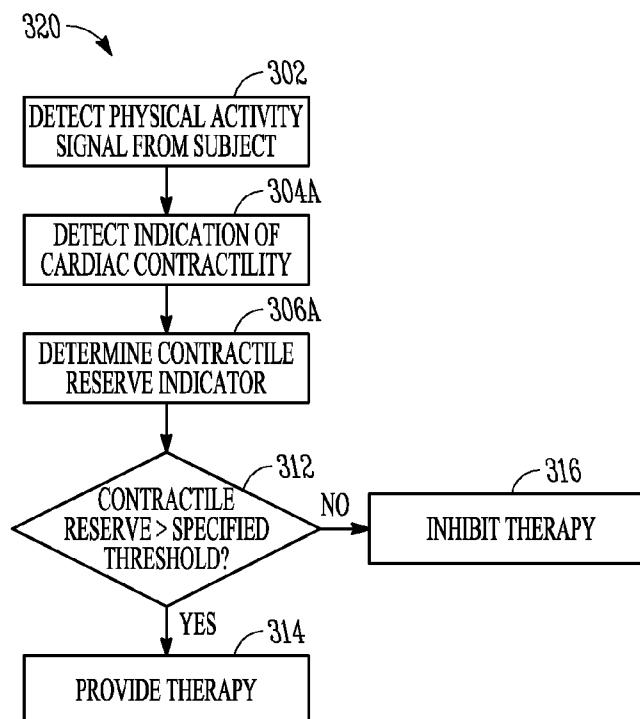 320
302
DETECT PHYSICAL ACTIVITY
SIGNAL FROM SUBJECT
304A
DETECT INDICATION OF
CARDIAC CONTRACTILITY
306A
DETERMINE CONTRACTILE
RESERVE INDICATOR
312
CONTRACTILE
RESERVE > SPECIFIED
THRESHOLD?
NO
316
INHIBIT THERAPY
YES
314
PROVIDE THERAPY